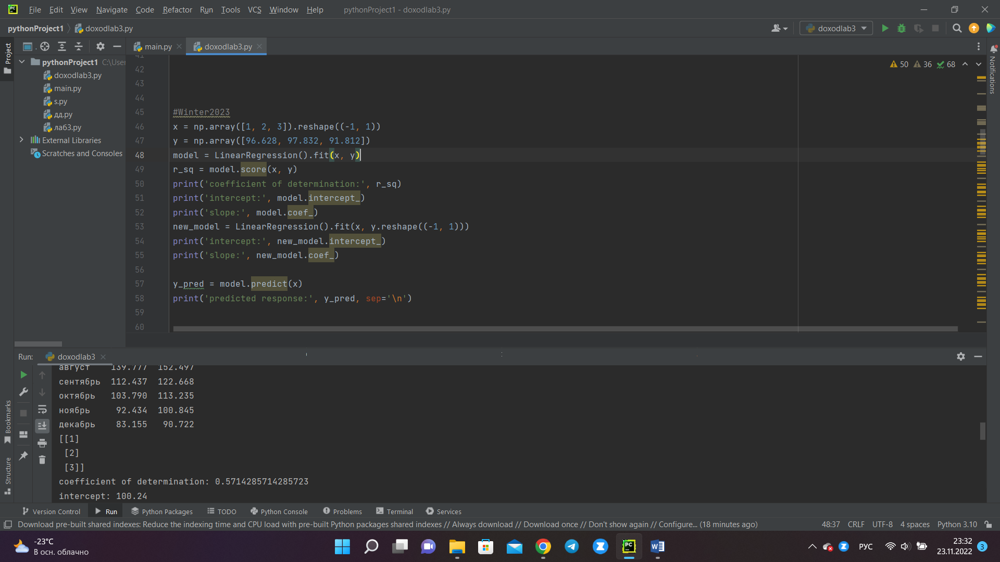 File Edit View Navigate Code Refactor Run Tools VCS Window Help pythonProject1 - doxodlab3.py
pythonProject1 doxodlab3.py doxodlab3
Project
main.py doxodlab3.py
pythonProject1 C:\User
doxodlab3.py
main.py
s.py
дд.py
лаб3.py
External Libraries
Scratches and Consoles
50 36 68
Notifications
41
42
43
44
45 #Winter2023
46 x = np.array([1, 2, 3]).reshape((-1, 1))
47 y = np.array([96.628, 97.832, 91.812])
48 model = LinearRegression().fit(x, y)
49 r_sq = model.score(x, y)
50 print('coefficient of determination:', r_sq)
51 print('intercept:', model.intercept_)
52 print('slope:', model.coef_)
53 new_model = LinearRegression().fit(x, y.reshape((-1, 1)))
54 print('intercept:', new_model.intercept_)
55 print('slope:', new_model.coef_)
56
57 y_pred = model.predict(x)
58 print('predicted response:', y_pred, sep='\n')
59
60
Run: doxodlab3
август 139.777 152.497
сентябрь 112.437 122.668
октябрь 103.790 113.235
ноябрь 92.434 100.845
декабрь 83.155 90.722
[[1]
[2]
[3]]
coefficient of determination: 0.5714285714285723
intercept: 100.24
Bookmarks
Structure
Version Control Run Python Packages TODO Python Console Problems Terminal Services
Download pre-built shared indexes: Reduce the indexing time and CPU load with pre-built Python packages shared indexes // Always download // Download once // Don't show again // Configure... (18 minutes ago) 48:37 CRLF UTF-8 4 spaces Python 3.10
-23°C
В осн. облачно
РУС
23:32
23.11.2022
3